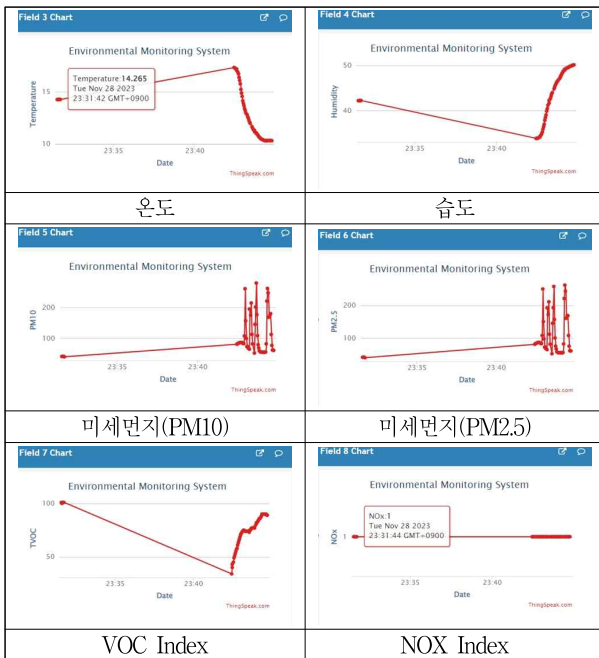 Field 3 Chart
Environmental Monitoring System
Temperature:14.265
Tue Nov 28 2023
23:31:42 GMT+0900
Temperature
15
10
23:35
23:40
Date
ThingSpeak.com
온도
Field 4 Chart
Environmental Monitoring System
Humidity
50
40
23:35
23:40
Date
ThingSpeak.com
습도
Field 5 Chart
Environmental Monitoring System
PM10
200
100
23:35
23:40
Date
ThingSpeak.com
미세먼지(PM10)
Field 6 Chart
Environmental Monitoring System
PM2.5
200
100
23:35
23:40
Date
ThingSpeak.com
미세먼지(PM2.5)
Field 7 Chart
Environmental Monitoring System
TVOC
100
50
23:35
23:40
Date
ThingSpeak.com
VOC Index
Field 8 Chart
Environmental Monitoring System
NOx:1
Tue Nov 28 2023
23:31:44 GMT+0900
NOx
1
23:35
23:40
Date
ThingSpeak.com
NOX Index